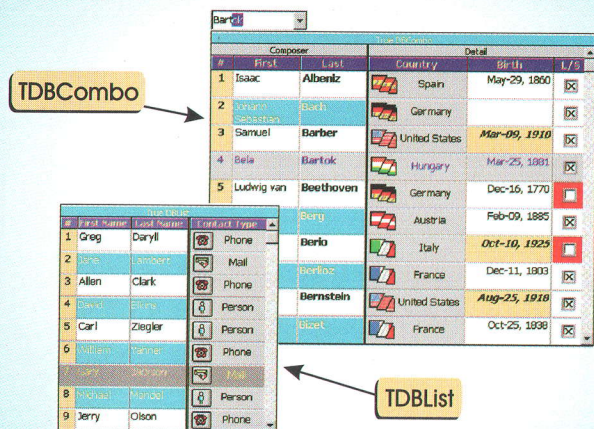 Bartok
True DBCombo
Composer Detail
# First Last Country Birth L/S
1 Isaac Albeniz Spain May-29, 1860
2 Johann Sebastian Bach Germany
3 Samuel Barber United States Mar-09, 1910
4 Bela Bartok Hungary Mar-25, 1881
5 Ludwig van Beethoven Germany Dec-16, 1770
Berg Austria Feb-09, 1885
Berio Italy Oct-10, 1925
Berlioz France Dec-11, 1803
Bernstein United States Aug-25, 1918
Bizet France Oct-25, 1838
TDBCombo
True DBList
# First Name Last Name Contact Type
1 Greg Daryll Phone
2 Jane Lambert Mail
3 Allen Clark Phone
4 David Person
5 Carl Ziegler Person
6 William Phone
7 Gary Jackson Mail
8 Michael Mandel Person
9 Jerry Olson Phone
TDBList